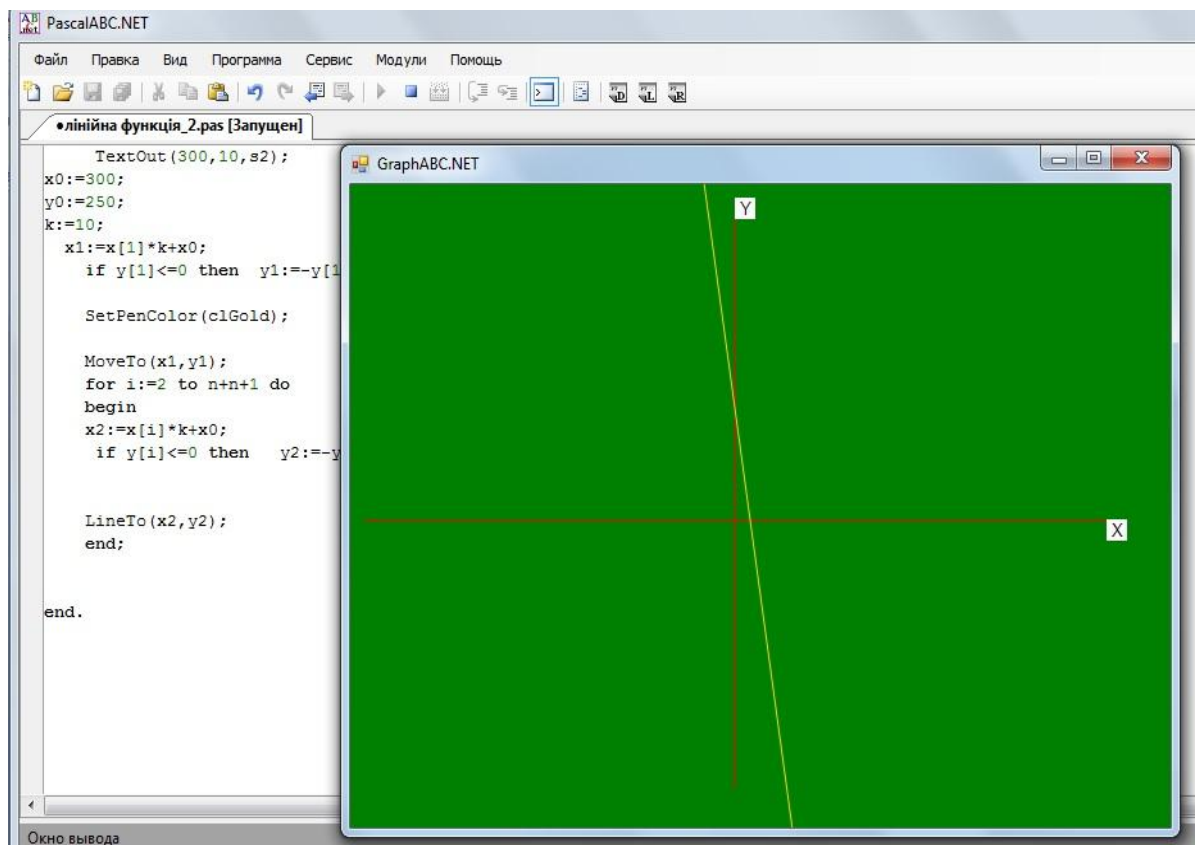 PascalABC.NET
Файл Правка Вид Программа Сервис Модули Помощь
•лінійна функція_2.pas [Запущен]
TextOut(300,10,s2);
x0:=300;
y0:=250;
k:=10;
x1:=x[1]*k+x0;
if y[1]<=0 then y1:=-y[1
SetPenColor(clGold);
MoveTo(x1,y1);
for i:=2 to n+n+1 do
begin
x2:=x[i]*k+x0;
if y[i]<=0 then y2:=-y
LineTo(x2,y2);
end;
end.
GraphABC.NET
Y
X
Окно вывода